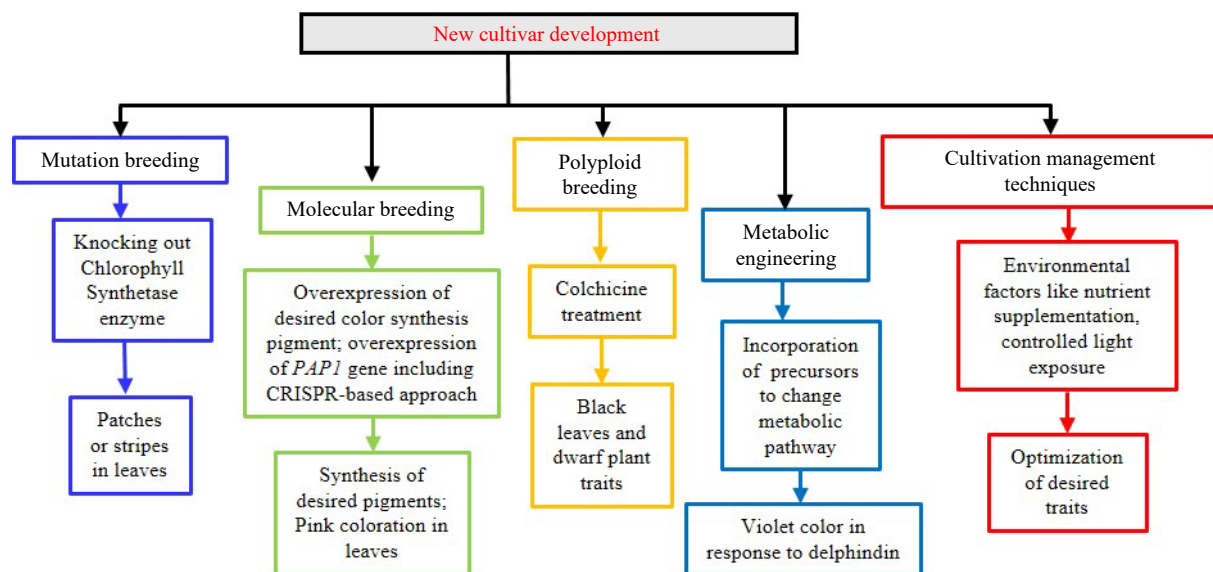 New cultivar development
Mutation breeding
Knocking out
Chlorophyll
Synthetase
enzyme
Patches
or stripes
in leaves
Molecular breeding
Overexpression of
desired color synthesis
pigment; overexpression
of PAP1 gene including
CRISPR-based approach
Synthesis of
desired pigments;
Pink coloration in
leaves
Polyploid
breeding
Colchicine
treatment
Black
leaves and
dwarf plant
traits
Metabolic
engineering
Incorporation
of precursors
to change
metabolic
pathway
Violet color in
response to delphindin
Cultivation management
techniques
Environmental
factors like nutrient
supplementation,
controlled light
exposure
Optimization
of desired
traits